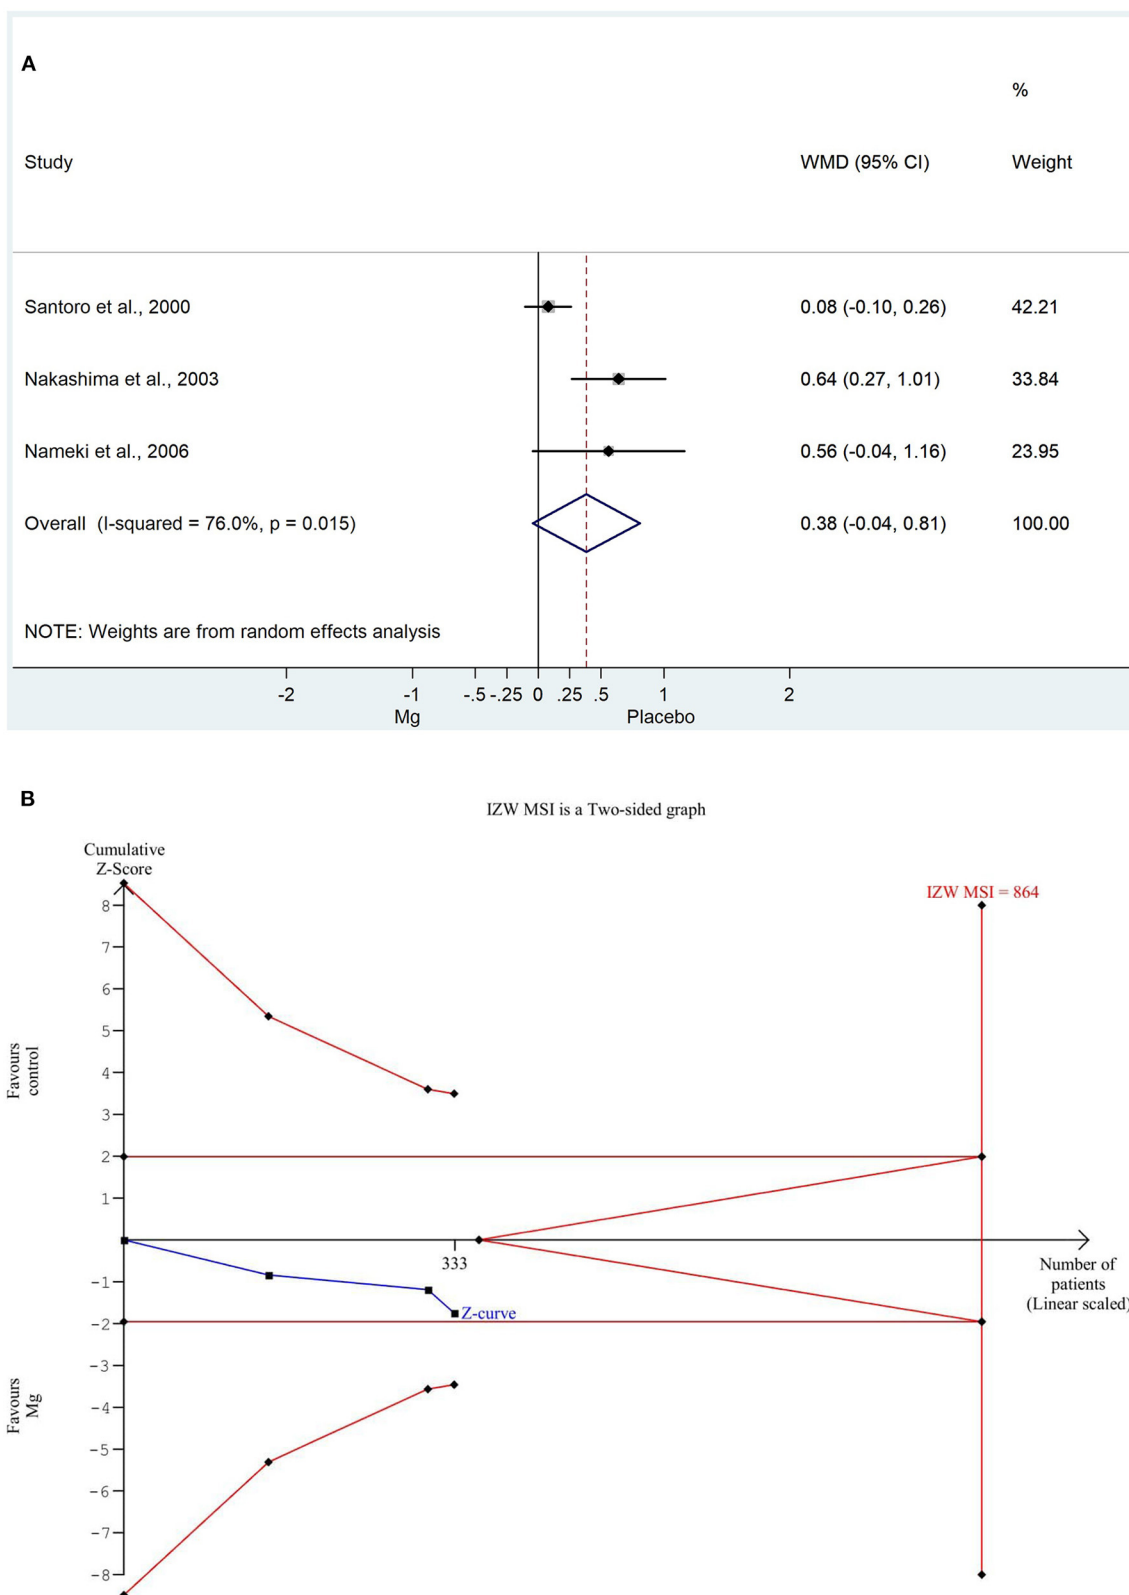 A
%
Study WMD (95% CI) Weight
Santoro et al., 2000 0.08 (-0.10, 0.26) 42.21
Nakashima et al., 2003 0.64 (0.27, 1.01) 33.84
Nameki et al., 2006 0.56 (-0.04, 1.16) 23.95
Overall (I-squared = 76.0%, p = 0.015) 0.38 (-0.04, 0.81) 100.00
NOTE: Weights are from random effects analysis
-2 -1 -.5 -.25 0 .25 .5 1 2
Mg Placebo
B
IZW MSI is a Two-sided graph
Cumulative
Z-Score
IZW MSI = 864
8
7
6
5
4
3
2
1
-1
-2
-3
-4
-5
-6
-7
-8
Favours
control
Favours
Mg
333
Z-curve
Number of
patients
(Linear scaled)